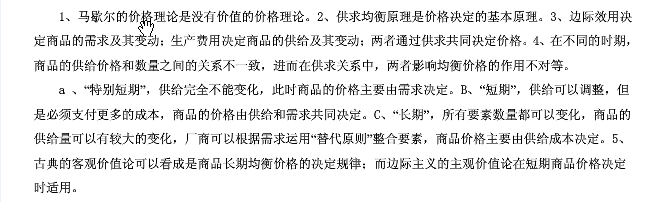 1、马歇尔的价格理论是没有价值的价格理论。2、供求均衡原理是价格决定的基本原理。3、边际效用决
定商品的需求及其变动；生产费用决定商品的供给及其变动；两者通过供求共同决定价格。4、在不同的时期，
商品的供给价格和数量之间的关系不一致，进而在供求关系中，两者影响均衡价格的作用不对等。
a 、“特别短期”，供给完全不能变化，此时商品的价格主要由需求决定。B、“短期”，供给可以调整，但
是必须支付更多的成本，商品的价格由供给和需求共同决定。C、“长期”，所有要素数量都可以变化，商品的
供给量可以有较大的变化，厂商可以根据需求运用“替代原则”整合要素，商品价格主要由供给成本决定。5、
古典的客观价值论可以看成是商品长期均衡价格的决定规律；而边际主义的主观价值论在短期商品价格决定
时适用。